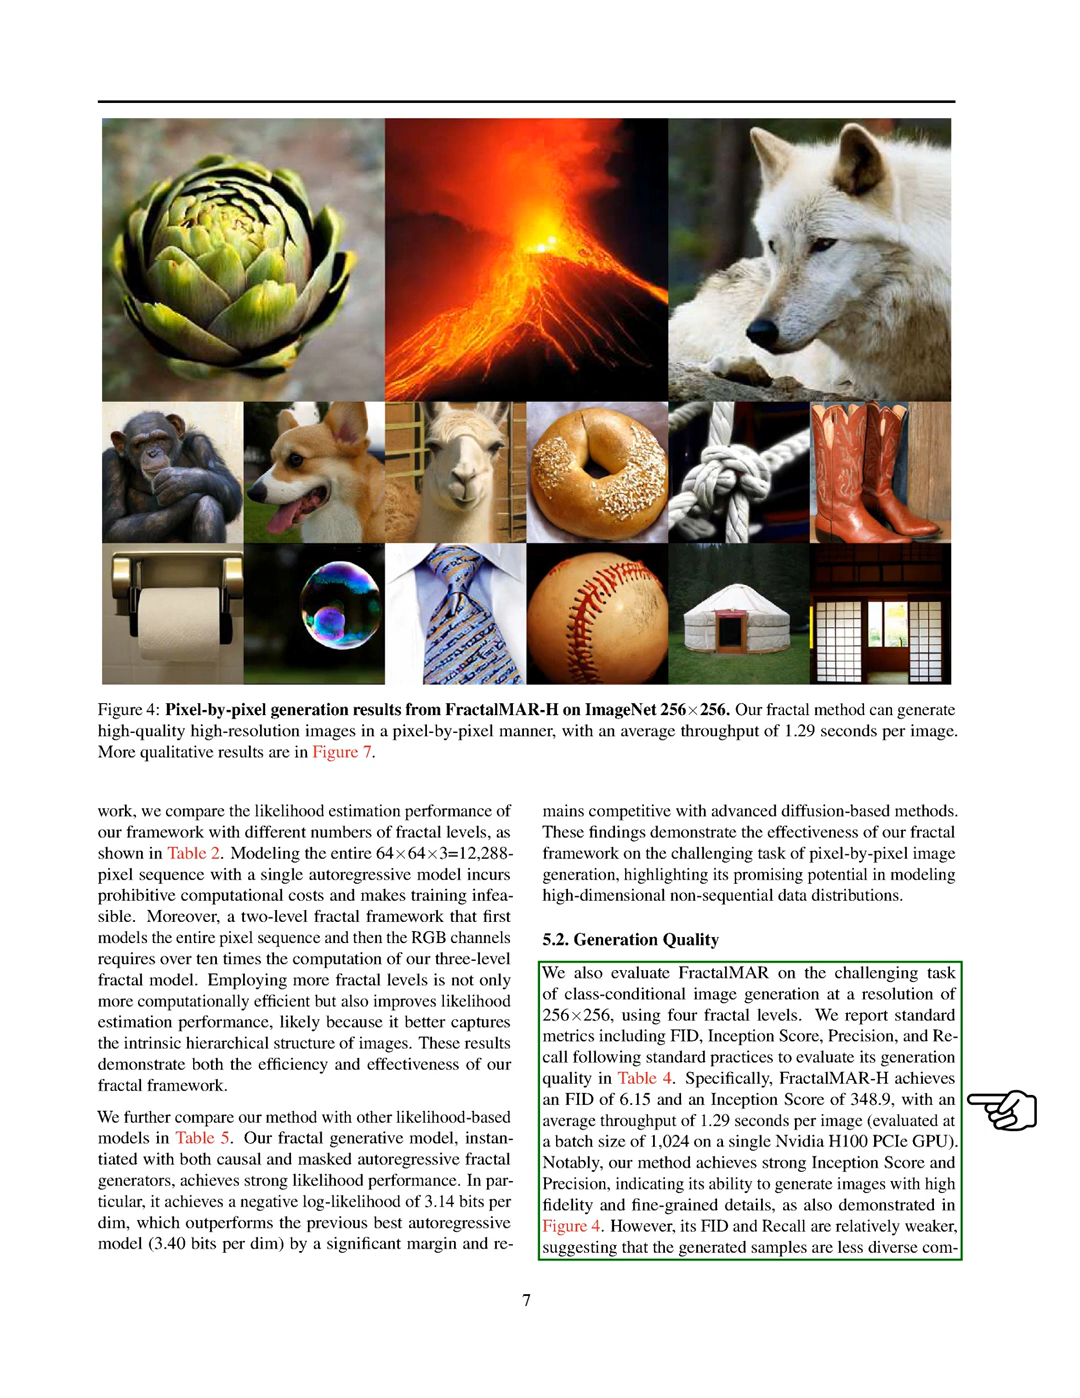 Figure 4: Pixel-by-pixel generation results from FractalMAR-H on ImageNet 256×256. Our fractal method can generate
high-quality high-resolution images in a pixel-by-pixel manner, with an average throughput of 1.29 seconds per image.
More qualitative results are in Figure 7.
work, we compare the likelihood estimation performance of
our framework with different numbers of fractal levels, as
shown in Table 2. Modeling the entire 64×64×3=12,288-
pixel sequence with a single autoregressive model incurs
prohibitive computational costs and makes training infea-
sible. Moreover, a two-level fractal framework that first
models the entire pixel sequence and then the RGB channels
requires over ten times the computation of our three-level
fractal model. Employing more fractal levels is not only
more computationally efficient but also improves likelihood
estimation performance, likely because it better captures
the intrinsic hierarchical structure of images. These results
demonstrate both the efficiency and effectiveness of our
fractal framework.
We further compare our method with other likelihood-based
models in Table 5. Our fractal generative model, instan-
tiated with both causal and masked autoregressive fractal
generators, achieves strong likelihood performance. In par-
ticular, it achieves a negative log-likelihood of 3.14 bits per
dim, which outperforms the previous best autoregressive
model (3.40 bits per dim) by a significant margin and re-
mains competitive with advanced diffusion-based methods.
These findings demonstrate the effectiveness of our fractal
framework on the challenging task of pixel-by-pixel image
generation, highlighting its promising potential in modeling
high-dimensional non-sequential data distributions.
5.2. Generation Quality
We also evaluate FractalMAR on the challenging task
of class-conditional image generation at a resolution of
256×256, using four fractal levels. We report standard
metrics including FID, Inception Score, Precision, and Re-
call following standard practices to evaluate its generation
quality in Table 4. Specifically, FractalMAR-H achieves
an FID of 6.15 and an Inception Score of 348.9, with an
average throughput of 1.29 seconds per image (evaluated at
a batch size of 1,024 on a single Nvidia H100 PCIe GPU).
Notably, our method achieves strong Inception Score and
Precision, indicating its ability to generate images with high
fidelity and fine-grained details, as also demonstrated in
Figure 4. However, its FID and Recall are relatively weaker,
suggesting that the generated samples are less diverse com-
7